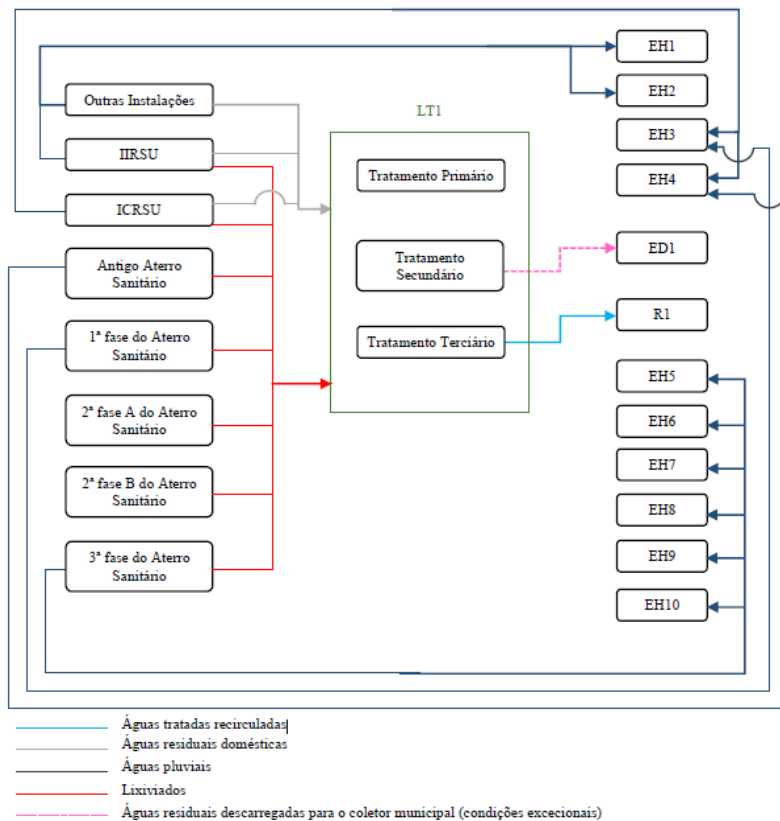 EH1
EH2
Outras Instalações
LT1
EH3
IIRSU
Tratamento Primário
EH4
ICRSU
Antigo Aterro
Sanitário
Tratamento
Secundário
ED1
1ª fase do Aterro
Sanitário
Tratamento Terciário
R1
EH5
2ª fase A do Aterro
Sanitário
EH6
EH7
2ª fase B do Aterro
Sanitário
EH8
3ª fase do Aterro
Sanitário
EH9
EH10
Águas tratadas recirculadas
Águas residuais domésticas
Águas pluviais
Lixiviados
Águas residuais descarregadas para o coletor municipal (condições excecionais)